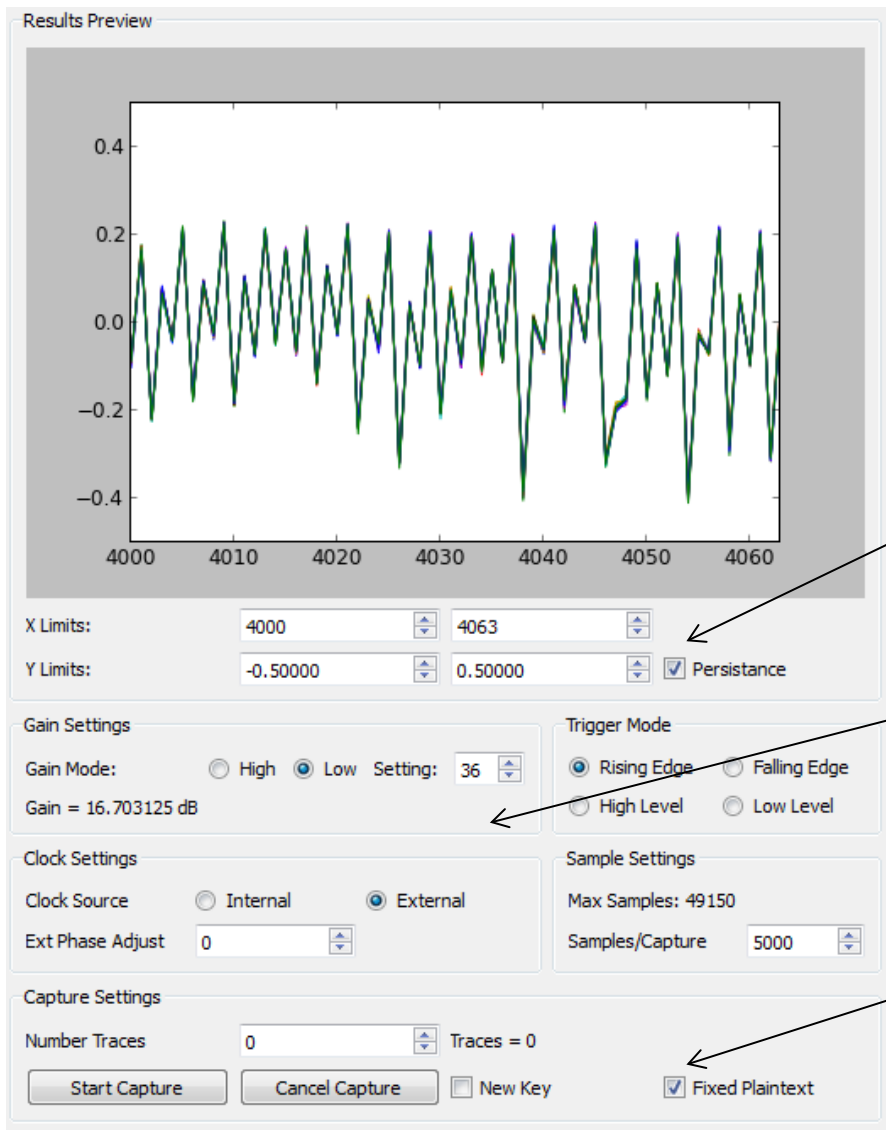 Results Preview
0.4
0.2
0.0
−0.2
−0.4
4000 4010 4020 4030 4040 4050 4060
X Limits: 4000 4063
Y Limits: -0.50000 0.50000 Persistance
Gain Settings
Gain Mode: High Low Setting: 36
Gain = 16.703125 dB
Trigger Mode
Rising Edge Falling Edge
High Level Low Level
Clock Settings
Clock Source Internal External
Ext Phase Adjust 0
Sample Settings
Max Samples: 49150
Samples/Capture 5000
Capture Settings
Number Traces 0 Traces = 0
Start Capture Cancel Capture New Key Fixed Plaintext